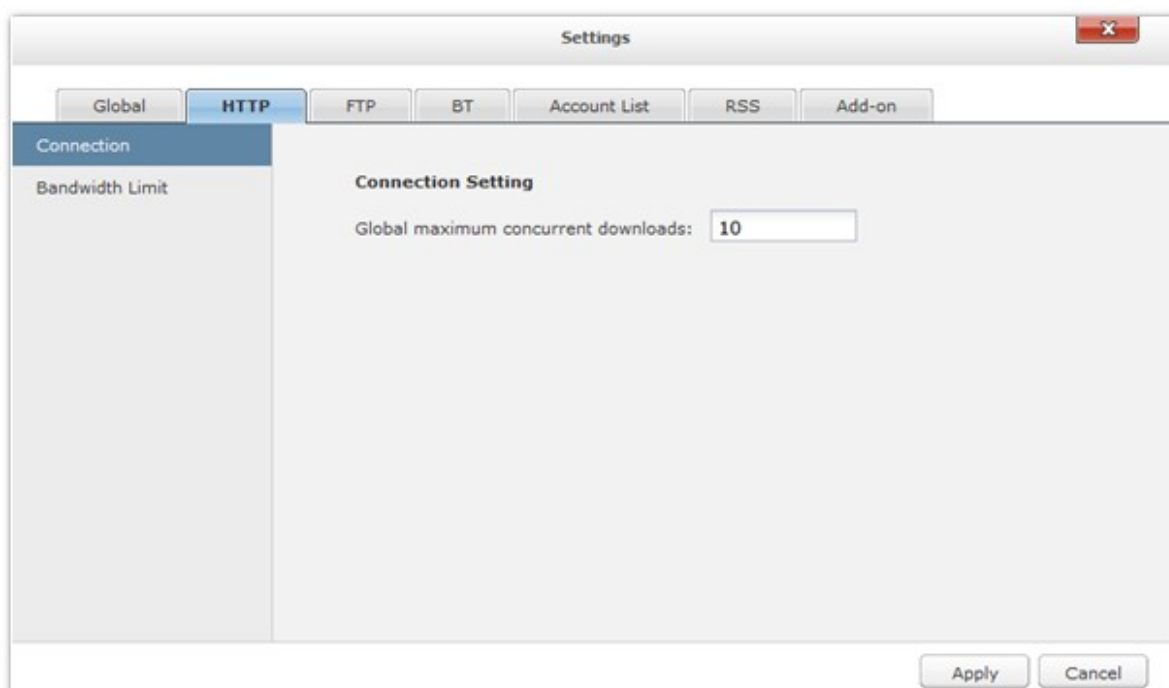 Settings
x
Global HTTP FTP BT Account List RSS Add-on
Connection
Bandwidth Limit
Connection Setting
Global maximum concurrent downloads: 10
Apply Cancel